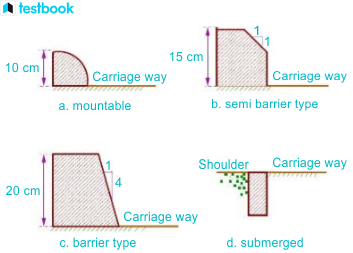 testbook
10 cm
Carriage way
a. mountable
1
1
15 cm
Carriage way
b. semi barrier type
20 cm
1
4
Carriage way
c. barrier type
Shoulder
Carriage way
d. submerged